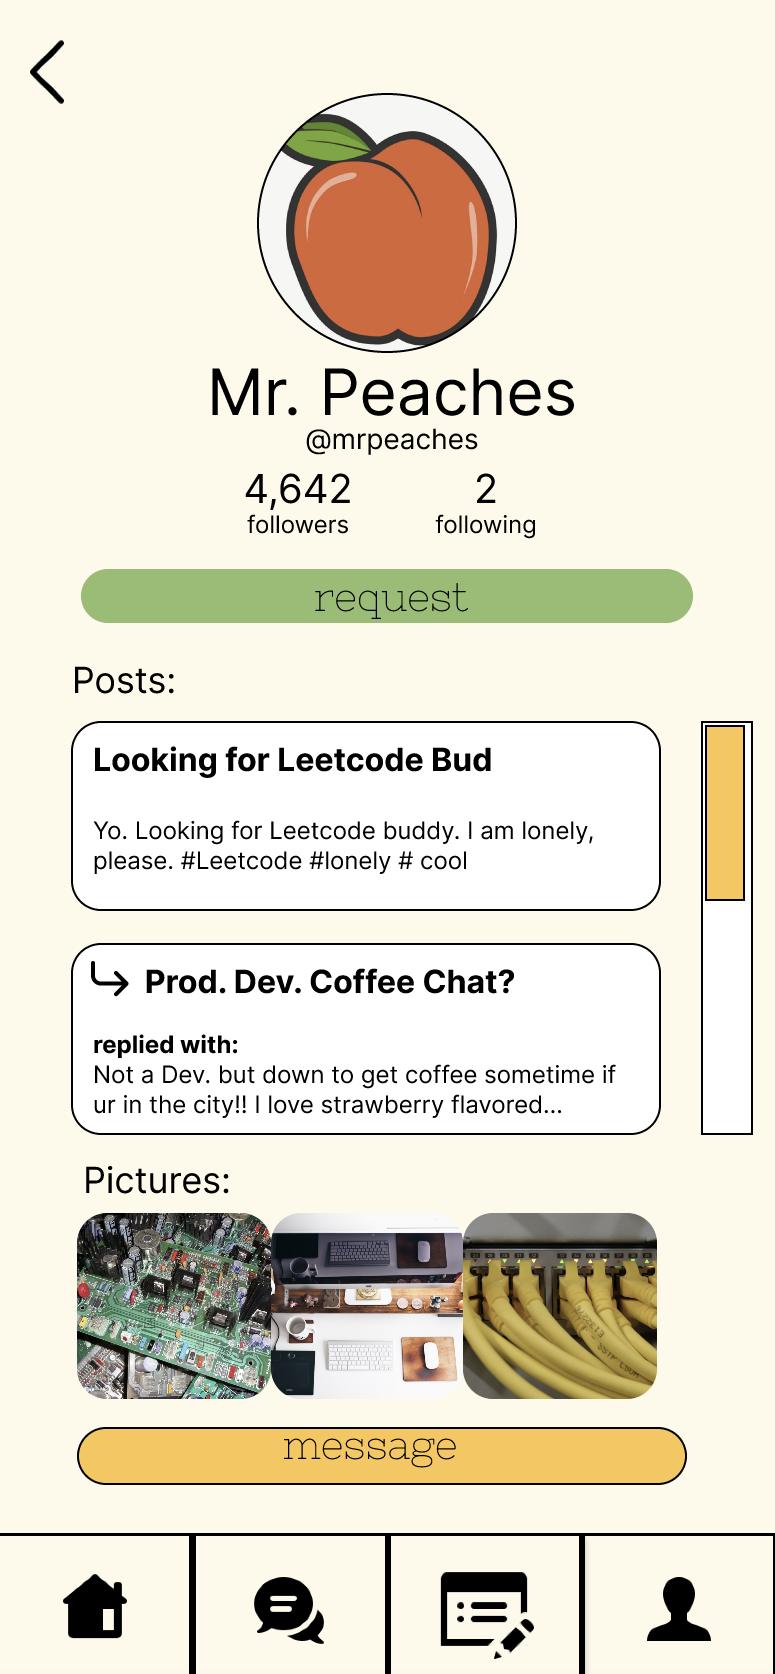 Mr. Peaches
@mrpeaches
4,642 2
followers following
request
Posts:
Looking for Leetcode Bud
Yo. Looking for Leetcode buddy. I am lonely,
please. #Leetcode #lonely # cool
Prod. Dev. Coffee Chat?
replied with:
Not a Dev. but down to get coffee sometime if
ur in the city!! I love strawberry flavored...
Pictures:
message